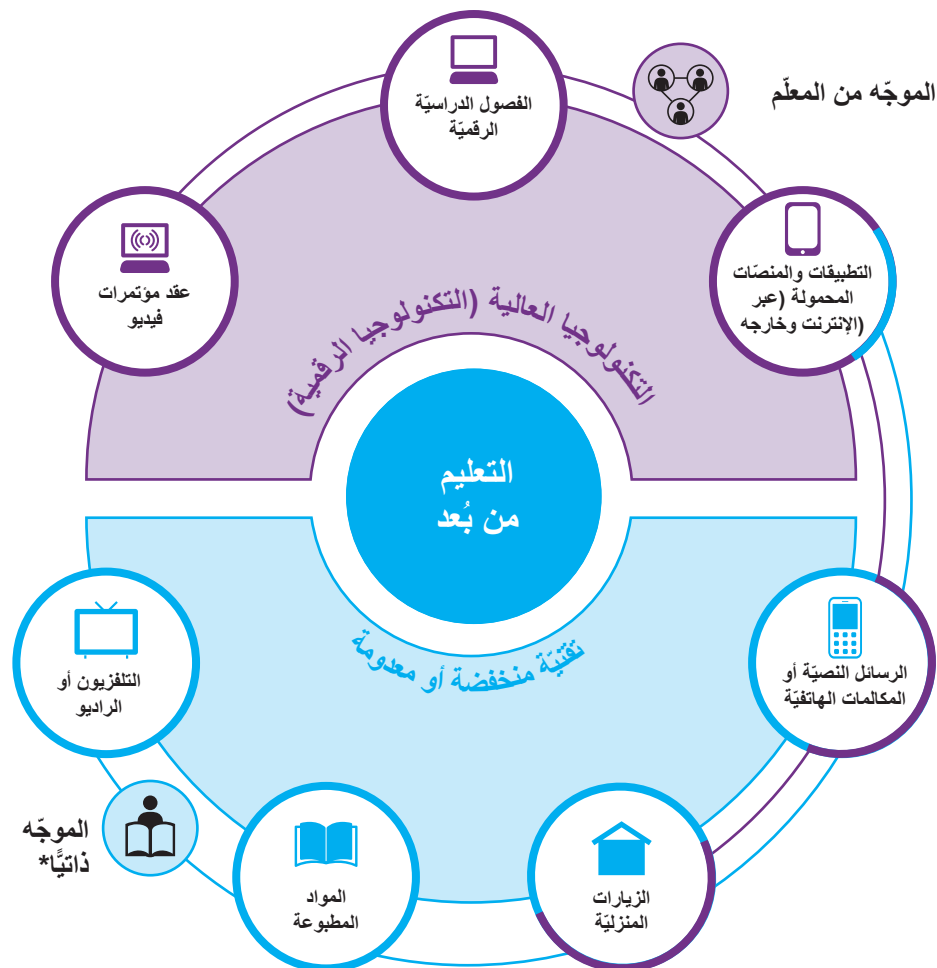 الفصول الدراسيّة
الرقميّة
الموجّه من المعلّم
عقد مؤتمرات
فيديو
التطبيقات والمنصّات
المحمولة (عبر
الإنترنت وخارجه)
التكنولوجيا العالية (التكنولوجيا الرقمية)
التعليم
من بُعد
تقنيّة منخفضة أو معدومة
الرسائل النصيّة أو
المكالمات الهاتفيّة
التلفزيون أو
الراديو
الموجّه
ذاتيًّا*
المواد
المطبوعة
الزيارات
المنزليّة